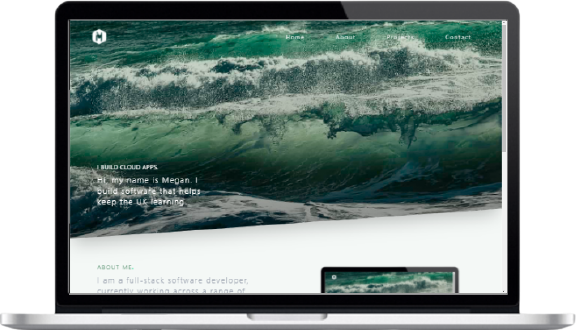 Home About Projects Contact
I BUILD CLOUD APPS.
Hi, my name is Megan. I
build software that helps
keep the UK learning.
ABOUT ME.
I am a full-stack software developer,
currently working across a range of